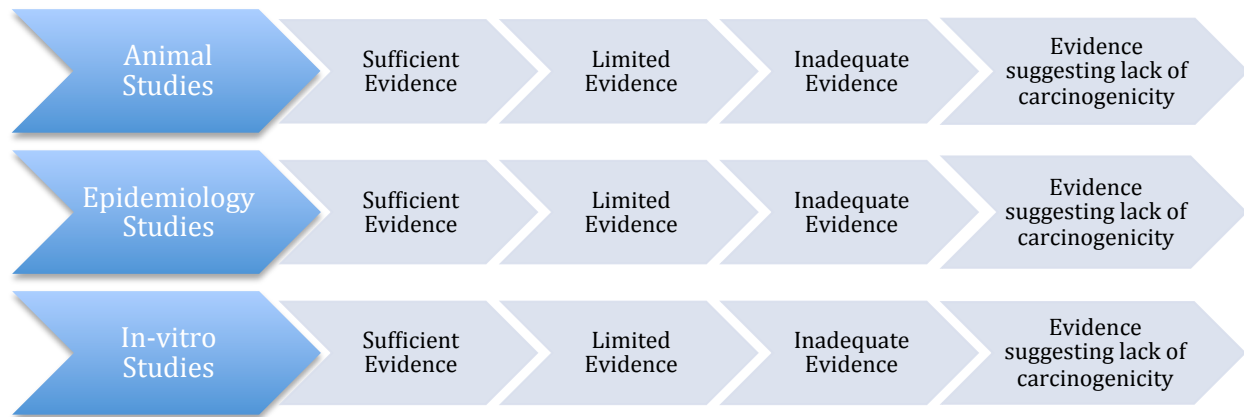 Animal
Studies
Sufficient
Evidence
Limited
Evidence
Inadequate
Evidence
Evidence
suggesting lack of
carcinogenicity
Epidemiology
Studies
Sufficient
Evidence
Limited
Evidence
Inadequate
Evidence
Evidence
suggesting lack of
carcinogenicity
In-vitro
Studies
Sufficient
Evidence
Limited
Evidence
Inadequate
Evidence
Evidence
suggesting lack of
carcinogenicity